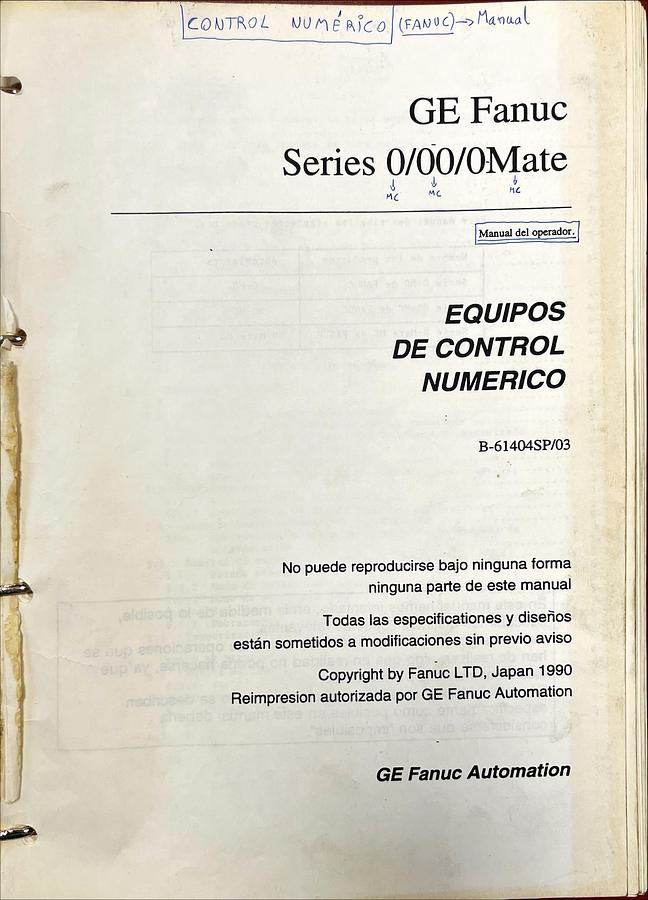 CONTROL NUMÉRICO (FANUC) → Manual
GE Fanuc
Series 0/00/0-Mate
↓ ↓ ↓
MC MC MC
Manual del operador.
EQUIPOS
DE CONTROL
NUMERICO
B-61404SP/03
No puede reproducirse bajo ninguna forma
ninguna parte de este manual
Todas las especificationes y diseños
están sometidos a modificaciones sin previo aviso
Copyright by Fanuc LTD, Japan 1990
Reimpresion autorizada por GE Fanuc Automation
GE Fanuc Automation